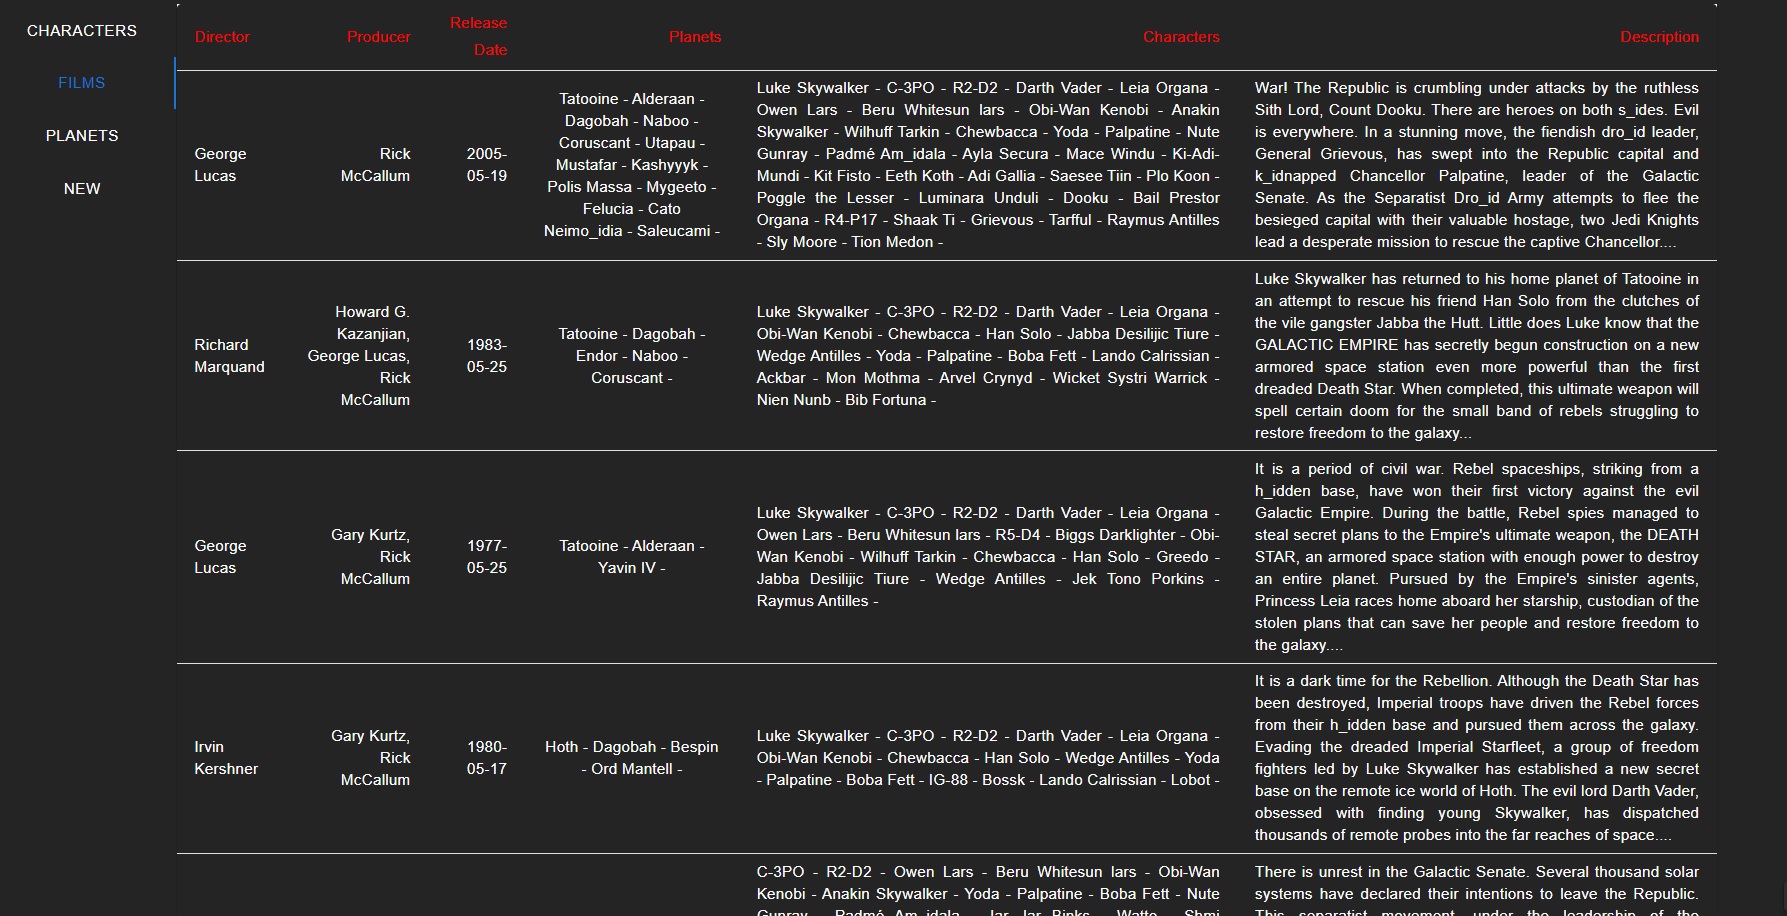 CHARACTERS
FILMS
PLANETS
NEW
Director
Producer
Release
Date
Planets
Characters
Description
George
Lucas
Rick
McCallum
2005-
05-19
Tatooine - Alderaan -
Dagobah - Naboo -
Coruscant - Utapau -
Mustafar - Kashyyyk -
Polis Massa - Mygeeto -
Felucia - Cato
Neimo_idia - Saleucami -
Luke Skywalker - C-3PO - R2-D2 - Darth Vader - Leia Organa -
Owen Lars - Beru Whitesun lars - Obi-Wan Kenobi - Anakin
Skywalker - Wilhuff Tarkin - Chewbacca - Yoda - Palpatine - Nute
Gunray - Padmé Am_idala - Ayla Secura - Mace Windu - Ki-Adi-
Mundi - Kit Fisto - Eeth Koth - Adi Gallia - Saesee Tiin - Plo Koon -
Poggle the Lesser - Luminara Unduli - Dooku - Bail Prestor
Organa - R4-P17 - Shaak Ti - Grievous - Tarfful - Raymus Antilles
- Sly Moore - Tion Medon -
War! The Republic is crumbling under attacks by the ruthless
Sith Lord, Count Dooku. There are heroes on both s_ides. Evil
is everywhere. In a stunning move, the fiendish dro_id leader,
General Grievous, has swept into the Republic capital and
k_idnapped Chancellor Palpatine, leader of the Galactic
Senate. As the Separatist Dro_id Army attempts to flee the
besieged capital with their valuable hostage, two Jedi Knights
lead a desperate mission to rescue the captive Chancellor....
Richard
Marquand
Howard G.
Kazanjian,
George Lucas,
Rick
McCallum
1983-
05-25
Tatooine - Dagobah -
Endor - Naboo -
Coruscant -
Luke Skywalker - C-3PO - R2-D2 - Darth Vader - Leia Organa -
Obi-Wan Kenobi - Chewbacca - Han Solo - Jabba Desilijic Tiure -
Wedge Antilles - Yoda - Palpatine - Boba Fett - Lando Calrissian -
Ackbar - Mon Mothma - Arvel Crynyd - Wicket Systri Warrick -
Nien Nunb - Bib Fortuna -
Luke Skywalker has returned to his home planet of Tatooine in
an attempt to rescue his friend Han Solo from the clutches of
the vile gangster Jabba the Hutt. Little does Luke know that the
GALACTIC EMPIRE has secretly begun construction on a new
armored space station even more powerful than the first
dreaded Death Star. When completed, this ultimate weapon will
spell certain doom for the small band of rebels struggling to
restore freedom to the galaxy...
George
Lucas
Gary Kurtz,
Rick
McCallum
1977-
05-25
Tatooine - Alderaan -
Yavin IV -
Luke Skywalker - C-3PO - R2-D2 - Darth Vader - Leia Organa -
Owen Lars - Beru Whitesun lars - R5-D4 - Biggs Darklighter - Obi-
Wan Kenobi - Wilhuff Tarkin - Chewbacca - Han Solo - Greedo -
Jabba Desilijic Tiure - Wedge Antilles - Jek Tono Porkins -
Raymus Antilles -
It is a period of civil war. Rebel spaceships, striking from a
h_idden base, have won their first victory against the evil
Galactic Empire. During the battle, Rebel spies managed to
steal secret plans to the Empire's ultimate weapon, the DEATH
STAR, an armored space station with enough power to destroy
an entire planet. Pursued by the Empire's sinister agents,
Princess Leia races home aboard her starship, custodian of the
stolen plans that can save her people and restore freedom to
the galaxy....
Irvin
Kershner
Gary Kurtz,
Rick
McCallum
1980-
05-17
Hoth - Dagobah - Bespin
- Ord Mantell -
Luke Skywalker - C-3PO - R2-D2 - Darth Vader - Leia Organa -
Obi-Wan Kenobi - Chewbacca - Han Solo - Wedge Antilles - Yoda
- Palpatine - Boba Fett - IG-88 - Bossk - Lando Calrissian - Lobot -
It is a dark time for the Rebellion. Although the Death Star has
been destroyed, Imperial troops have driven the Rebel forces
from their h_idden base and pursued them across the galaxy.
Evading the dreaded Imperial Starfleet, a group of freedom
fighters led by Luke Skywalker has established a new secret
base on the remote ice world of Hoth. The evil lord Darth Vader,
obsessed with finding young Skywalker, has dispatched
thousands of remote probes into the far reaches of space....
C-3PO - R2-D2 - Owen Lars - Beru Whitesun lars - Obi-Wan
Kenobi - Anakin Skywalker - Yoda - Palpatine - Boba Fett - Nute
Gunray - Padmé Am_idala - Jar Jar Binks - Watto - Shmi
There is unrest in the Galactic Senate. Several thousand solar
systems have declared their intentions to leave the Republic.
This separatist movement, under the leadership of the